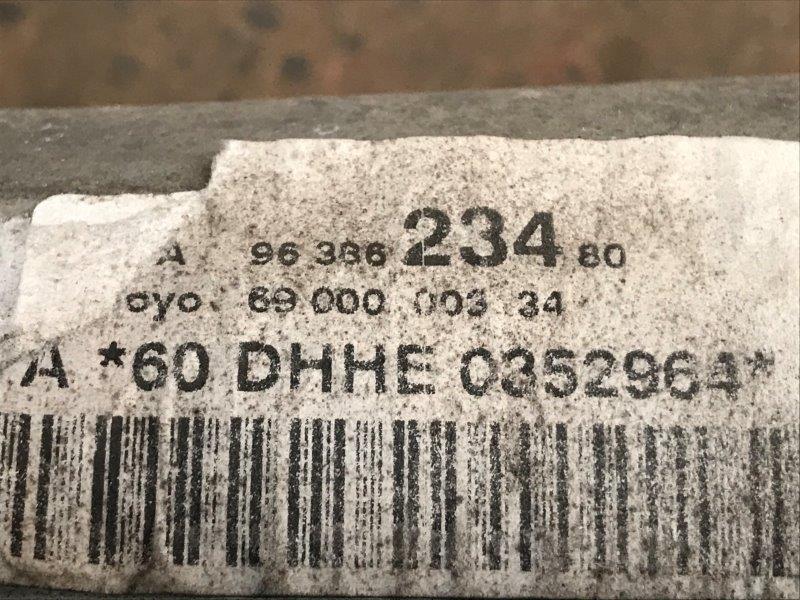 A 96 386 234 80
oyo 69 000 003 34
A *60 DHHE 0352964*